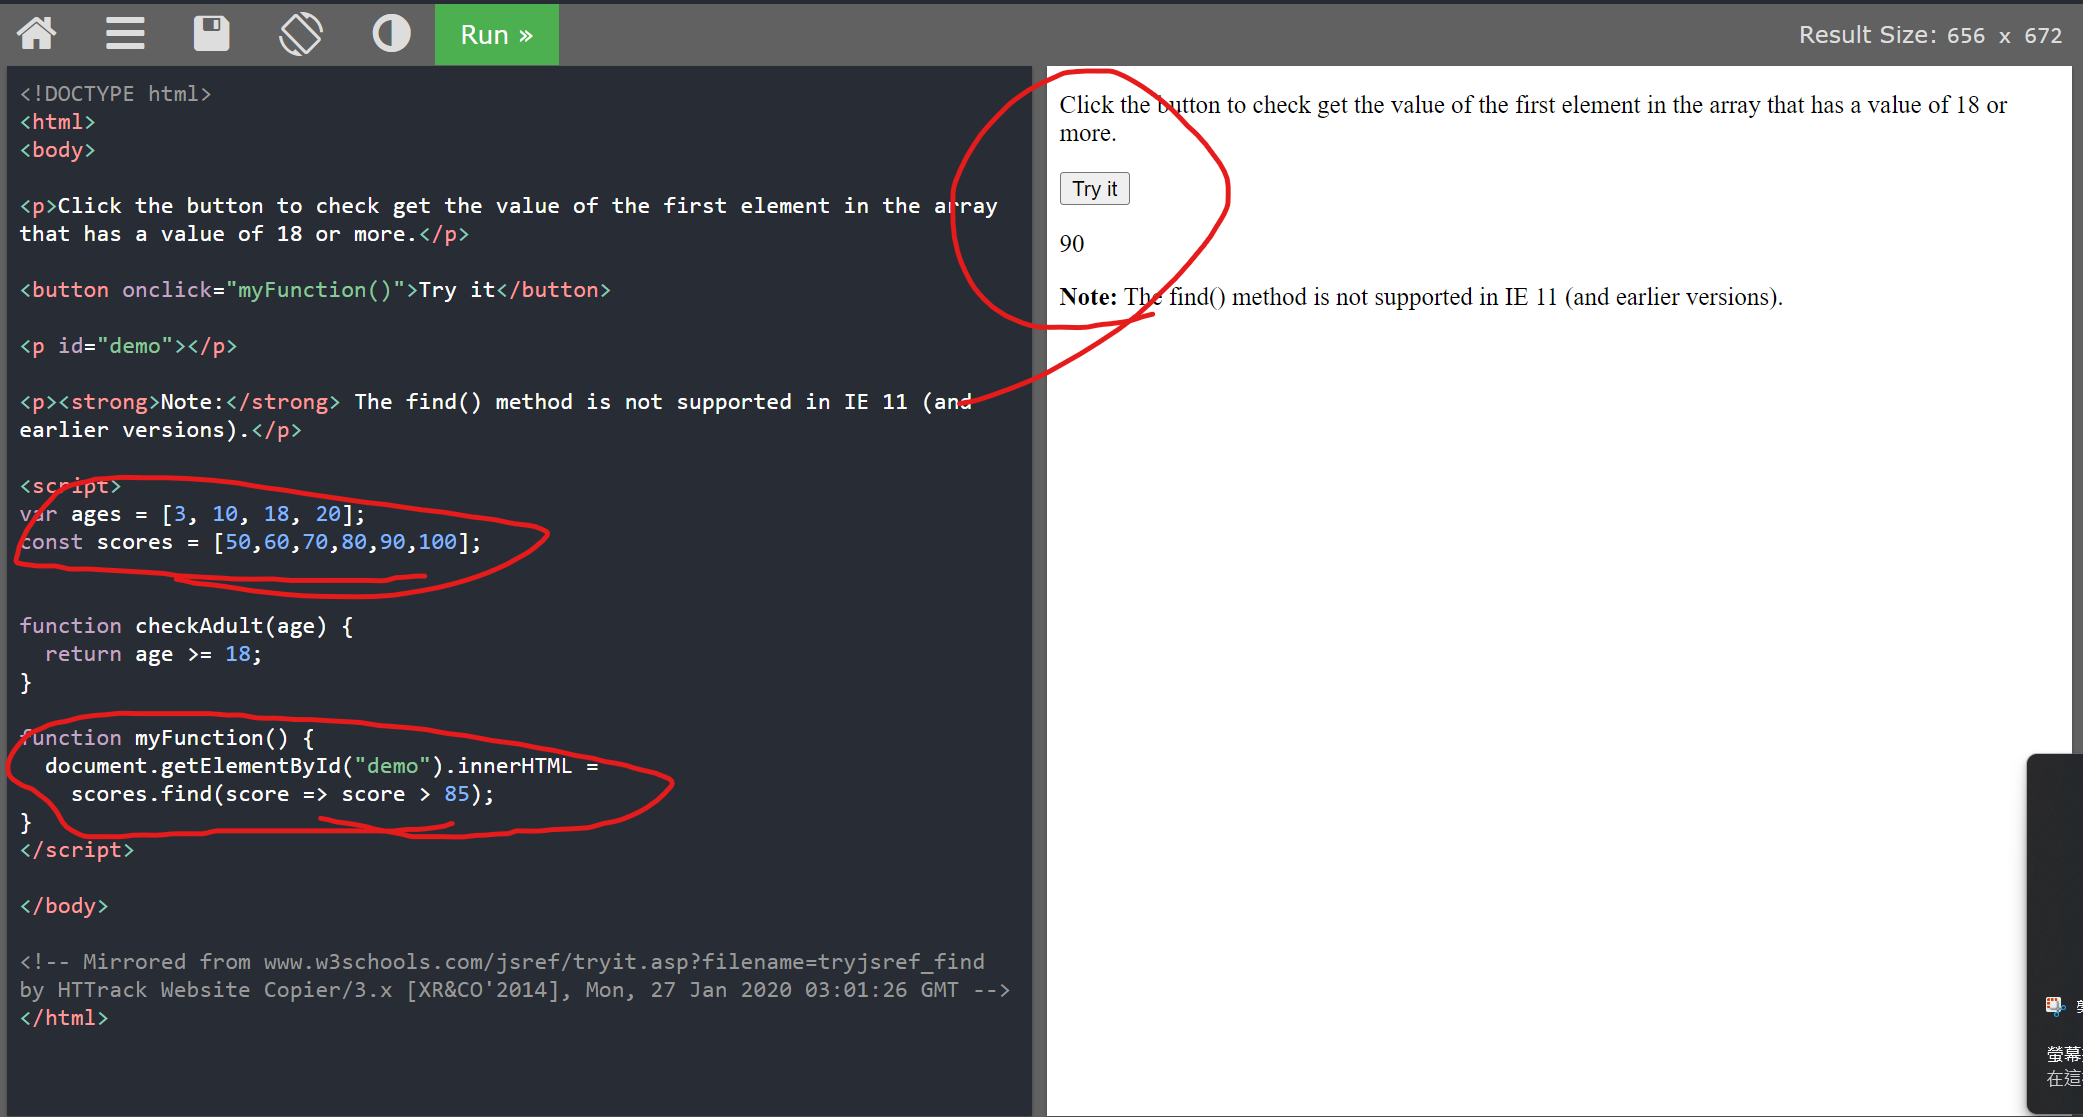 Run »
Result Size: 656 x 672
<!DOCTYPE html>
<html>
<body>
<p>Click the button to check get the value of the first element in the array
that has a value of 18 or more.</p>
<button onclick="myFunction()">Try it</button>
<p id="demo"></p>
<p><strong>Note:</strong> The find() method is not supported in IE 11 (and
earlier versions).</p>
<script>
var ages = [3, 10, 18, 20];
const scores = [50,60,70,80,90,100];
function checkAdult(age) {
  return age >= 18;
}
function myFunction() {
  document.getElementById("demo").innerHTML =
    scores.find(score => score > 85);
}
</script>
</body>
<!-- Mirrored from www.w3schools.com/jsref/tryit.asp?filename=tryjsref_find
by HTTrack Website Copier/3.x [XR&CO'2014], Mon, 27 Jan 2020 03:01:26 GMT -->
</html>
Click the button to check get the value of the first element in the array that has a value of 18 or
more.
Try it
90
Note: The find() method is not supported in IE 11 (and earlier versions).
螢幕
在這